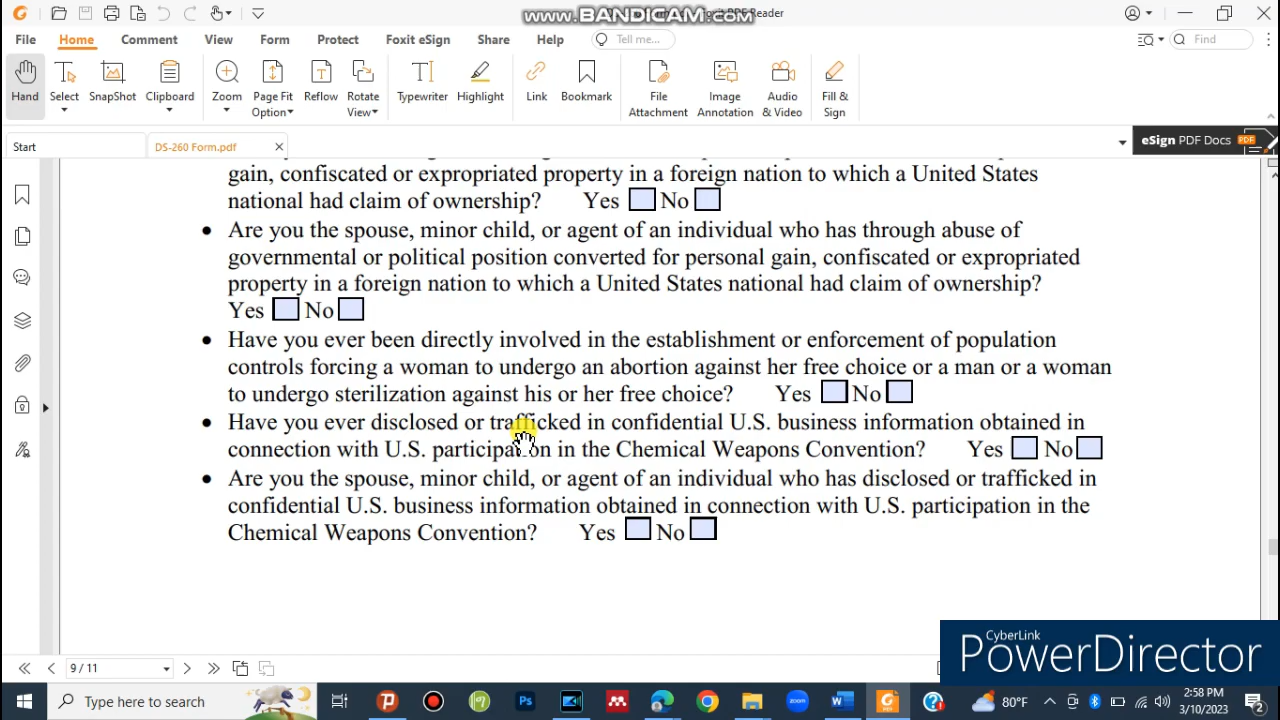 www.BANDICAM.com
PDF Reader
File Home Comment View Form Protect Foxit eSign Share Help Tell me... Find
Hand Select SnapShot Clipboard Zoom Page Fit Option Reflow Rotate View Typewriter Highlight Link Bookmark File Attachment Image Annotation Audio & Video Fill & Sign
Start DS-260 Form.pdf eSign PDF Docs PDF
gain, confiscated or expropriated property in a foreign nation to which a United States
national had claim of ownership? Yes No
• Are you the spouse, minor child, or agent of an individual who has through abuse of
governmental or political position converted for personal gain, confiscated or expropriated
property in a foreign nation to which a United States national had claim of ownership?
Yes No
• Have you ever been directly involved in the establishment or enforcement of population
controls forcing a woman to undergo an abortion against her free choice or a man or a woman
to undergo sterilization against his or her free choice? Yes No
• Have you ever disclosed or trafficked in confidential U.S. business information obtained in
connection with U.S. participation in the Chemical Weapons Convention? Yes No
• Are you the spouse, minor child, or agent of an individual who has disclosed or trafficked in
confidential U.S. business information obtained in connection with U.S. participation in the
Chemical Weapons Convention? Yes No
CyberLink
PowerDirector
9 / 11
Type here to search Ps zoom W 80°F 2:58 PM
3/10/2023 2